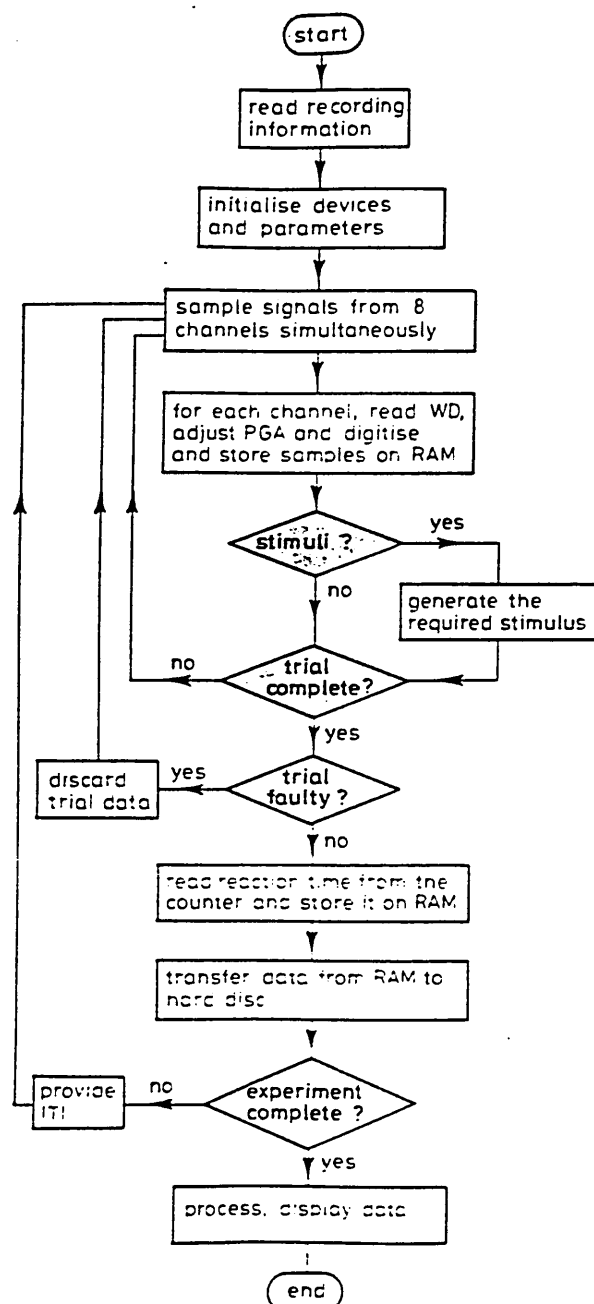 start
read recording
information
initialise devices
and parameters
sample signals from 8
channels simultaneously
for each channel, read WD,
adjust PGA and digitise
and store samples on RAM
stimuli ?
yes
no
generate the
required stimulus
trial
complete?
no
yes
trial
faulty ?
yes
discard
trial data
no
read reaction time from the
counter and store it on RAM
transfer data from RAM to
hard disc
experiment
complete ?
no
provide
ITI
yes
process, display data
end